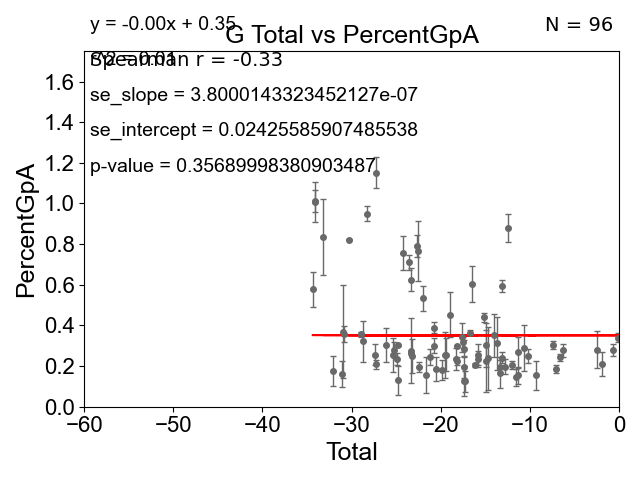 y = -0.00x + 0.35
N = 96
G Total vs PercentGpA
Spearman r = -0.33
se_slope = 3.8000143323452127e-07
se_intercept = 0.02425585907485538
p-value = 0.35689998380903487
PercentGpA
1.6
1.4
1.2
1.0
0.8
0.6
0.4
0.2
0.0
−60 −50 −40 −30 −20 −10 0
Total